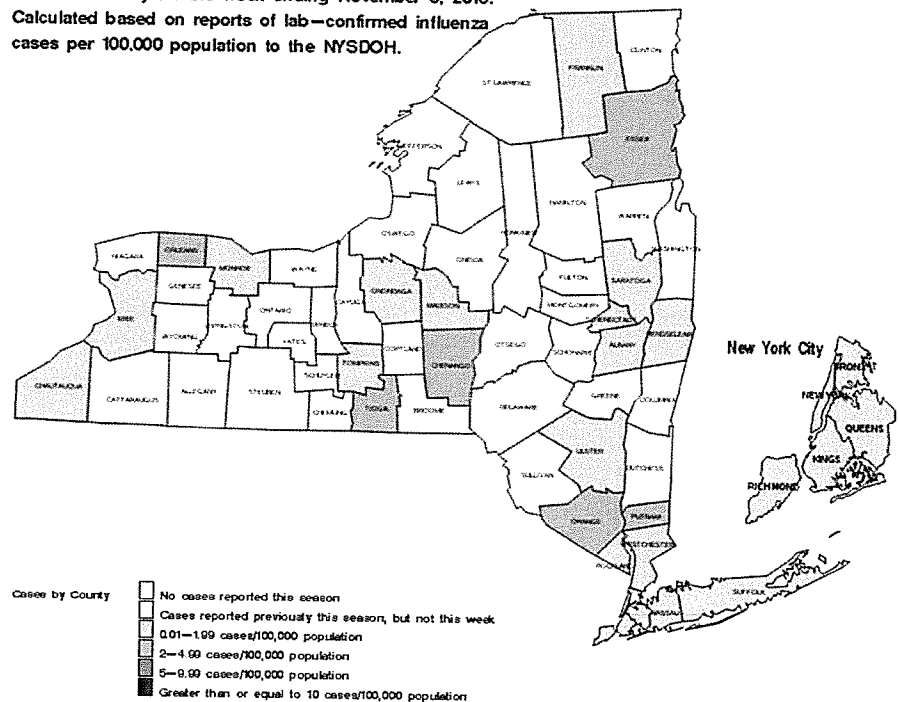 Calculated based on reports of lab-confirmed influenza
cases per 100,000 population to the NYSDOH.
CLINTON
FRANKLIN
ST LAWRENCE
ESSEX
JEFFERSON
LEWIS
HAMILTON
WARREN
HERKIMER
WASHINGTON
OSWEGO
ONEIDA
NIAGARA
ORLEANS
MONROE
WAYNE
FULTON
SARATOGA
GENESEE
ONONDAGA
MADISON
MONTGOMERY
ERIE
ONTARIO
CAYUGA
SENECA
SCHENECTADY
WYOMING
LIVINGSTON
YATES
CORTLAND
OTSEGO
SCHOHARIE
ALBANY
RENSSELAER
New York City
TOMPKINS
CHENANGO
SCHUYLER
CHAUTAUQUA
CATTARAUGUS
ALLEGANY
STEUBEN
CHEMUNG
TIOGA
BROOME
DELAWARE
GREENE
COLUMBIA
BRONX
NEW YORK
QUEENS
KINGS
RICHMOND
ULSTER
DUTCHESS
SULLIVAN
ORANGE
PUTNAM
WESTCHESTER
ROCKLAND
SUFFOLK
NASSAU
Cases by County
No cases reported this season
Cases reported previously this season, but not this week
0.01-1.99 cases/100,000 population
2-4.99 cases/100,000 population
5-9.99 cases/100,000 population
Greater than or equal to 10 cases/100,000 population